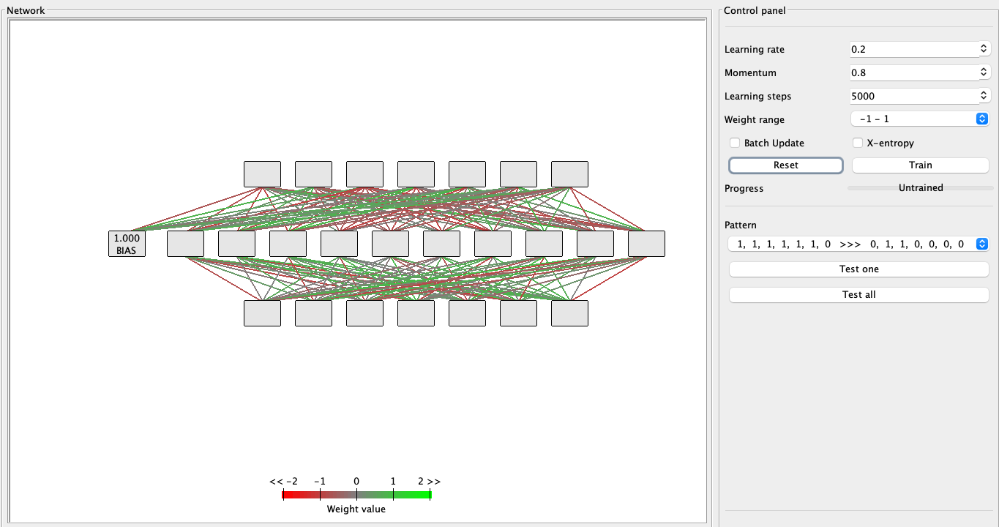 Network
1.000
BIAS
<< -2 -1 0 1 2 >>
Weight value
Control panel
Learning rate 0.2
Momentum 0.8
Learning steps 5000
Weight range -1 - 1
Batch Update X-entropy
Reset Train
Progress Untrained
Pattern
1, 1, 1, 1, 1, 1, 0 >>> 0, 1, 1, 0, 0, 0, 0
Test one
Test all